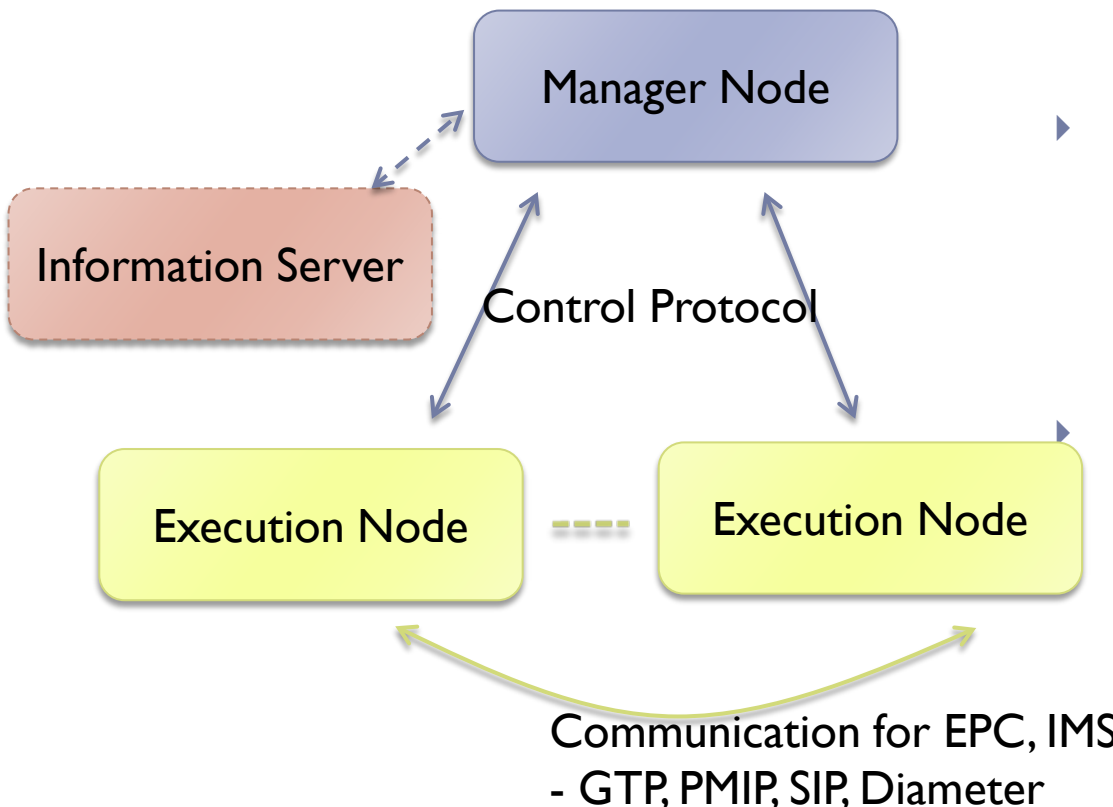 Manager Node
Information Server
Control Protocol
Execution Node
Execution Node
Communication for EPC, IMS
- GTP, PMIP, SIP, Diameter